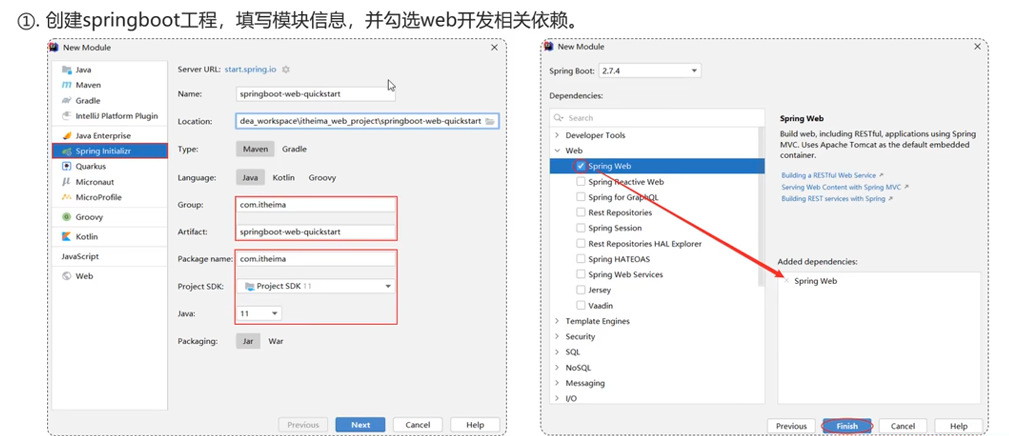 ①. 创建springboot工程，填写模块信息，并勾选web开发相关依赖。
New Module
Java
Maven
Gradle
IntelliJ Platform Plugin
Java Enterprise
Spring Initializr
Quarkus
Micronaut
MicroProfile
Groovy
Kotlin
JavaScript
Web
Server URL: start.spring.io
Name: springboot-web-quickstart
Location: dea_workspace\itheima_web_project\springboot-web-quickstart
Type: Maven Gradle
Language: Java Kotlin Groovy
Group: com.itheima
Artifact: springboot-web-quickstart
Package name: com.itheima
Project SDK: Project SDK 11
Java: 11
Packaging: Jar War
Previous Next Cancel Help
New Module
Spring Boot: 2.7.4
Dependencies:
Search
Developer Tools
Web
Spring Web
Spring Reactive Web
Spring for GraphQL
Rest Repositories
Spring Session
Rest Repositories HAL Explorer
Spring HATEOAS
Spring Web Services
Jersey
Vaadin
Template Engines
Security
SQL
NoSQL
Messaging
I/O
Spring Web
Build web, including RESTful, applications using Spring
MVC. Uses Apache Tomcat as the default embedded
container.
Building a RESTful Web Service
Serving Web Content with Spring MVC
Building REST services with Spring
Added dependencies:
Spring Web
Previous Finish Cancel Help